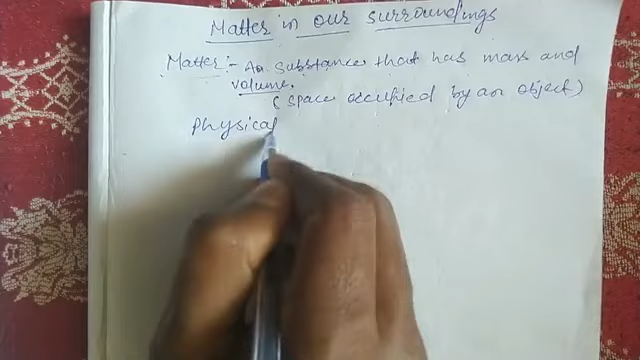 Matter in our surroundings
Matter :- An substance that has mass and
volume.
( space occupied by an object)
Physical